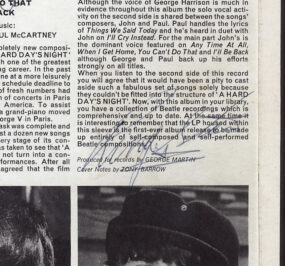 O THAT
ACK
usic:
McCARTNEY
pletely new composi-
HARD DAY'S NIGHT'
h one of the greatest
g career. In the past
ne at a more leisurely
schedule deadline to
of fresh numbers had
h of concerts in Paris
America. To assist
grand-piano moved
orge V in Paris.
ask was complete and
st a dozen new songs
ery stage of its con-
as taken to see that 'A
not turn into a con-
rformances. After all
agreed that the film
Although the voice of George Harrison is much in
evidence throughout this album the solo vocal acti-
vity on the second side is shared between the songs'
composers, John and Paul. Paul handles the lyrics
of Things We Said Today and he's heard in duet with
John on I'll Cry Instead. For the main part John's is
the dominant voice featured on Any Time At All,
When I Get Home, You Can't Do That and I'll Be Back
although George and Paul back up his efforts
strongly on all titles.
When you listen to the second side of this record
you will agree that it would have been a pity to cast
aside such a fabulous set of songs solely because
they couldn't be fitted into the structure of 'A HARD
DAY'S NIGHT'. Now, with this album in your library,
you have a collection of Beatle recordings which is
comprehensive and up to date. At the same time it
is interesting to remember that the LP housed within
this sleeve is the first-ever album release to be made
up entirely of self-composed and self-performed
Beatle compositions.
Produced for records by GEORGE MARTIN
Cover Notes by TONY BARROW